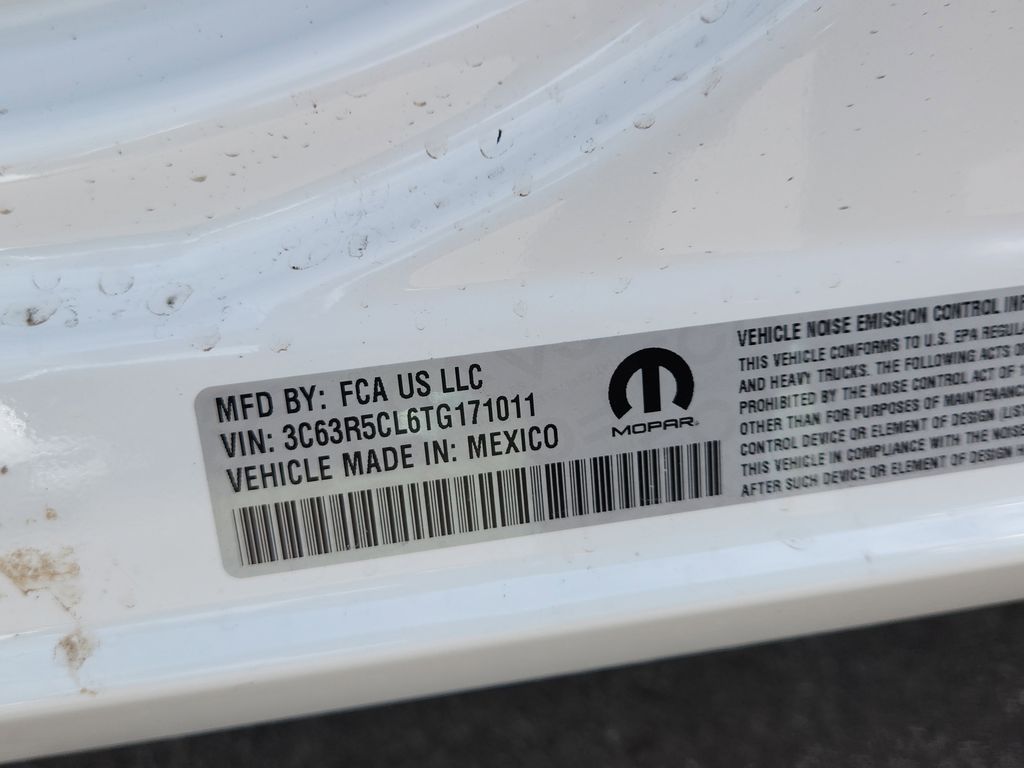 MFD BY: FCA US LLC
VIN: 3C63R5CL6TG171011
VEHICLE MADE IN: MEXICO
MOPAR
VEHICLE NOISE EMISSION CONTROL
THIS VEHICLE CONFORMS TO U.S. EPA
AND HEAVY TRUCKS. THE FOLLOWING ACTS
PROHIBITED BY THE NOISE CONTROL ACT OF
OTHER THAN FOR PURPOSES OF MAINTENANCE,
CONTROL DEVICE OR ELEMENT OF DESIGN
THIS VEHICLE IN COMPLIANCE WITH THE NOISE
AFTER SUCH DEVICE OR ELEMENT OF DESIGN